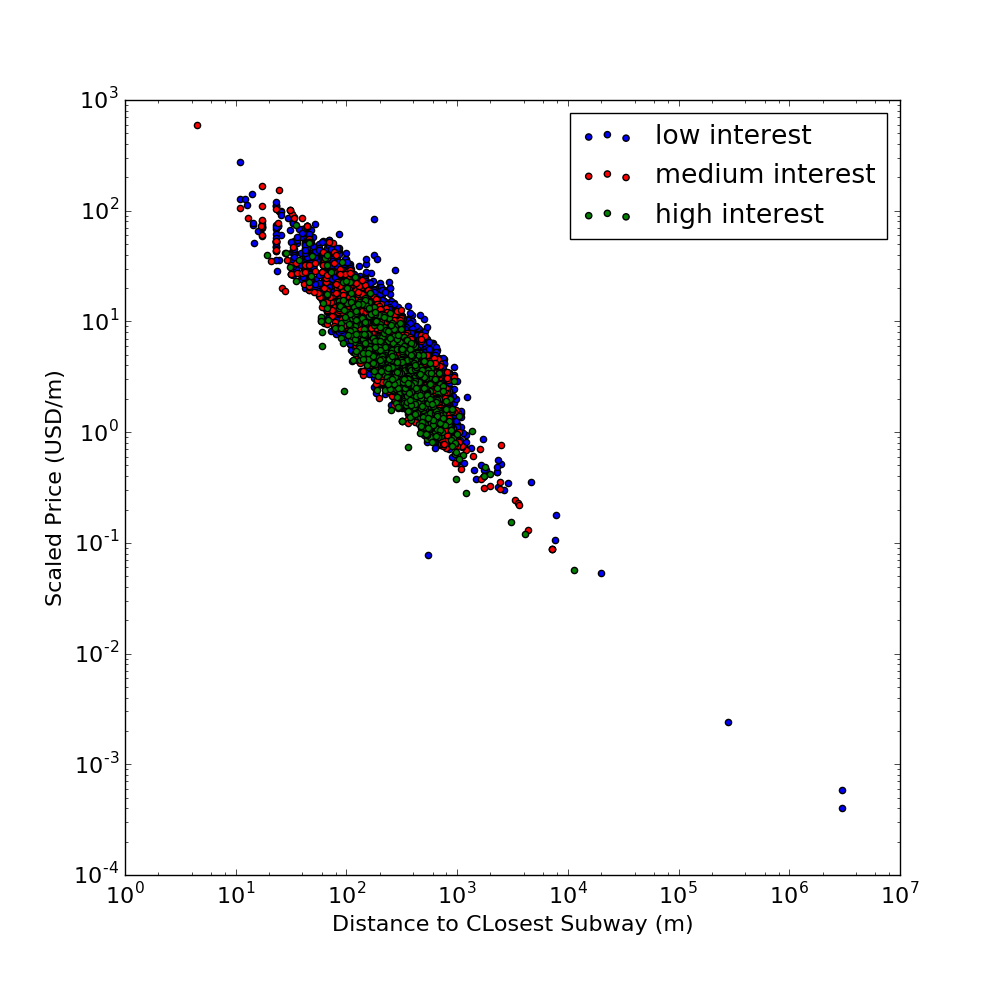 low interest
medium interest
high interest
10^3
10^2
10^1
10^0
10^-1
10^-2
10^-3
10^-4
Scaled Price (USD/m)
10^0 10^1 10^2 10^3 10^4 10^5 10^6 10^7
Distance to CLosest Subway (m)